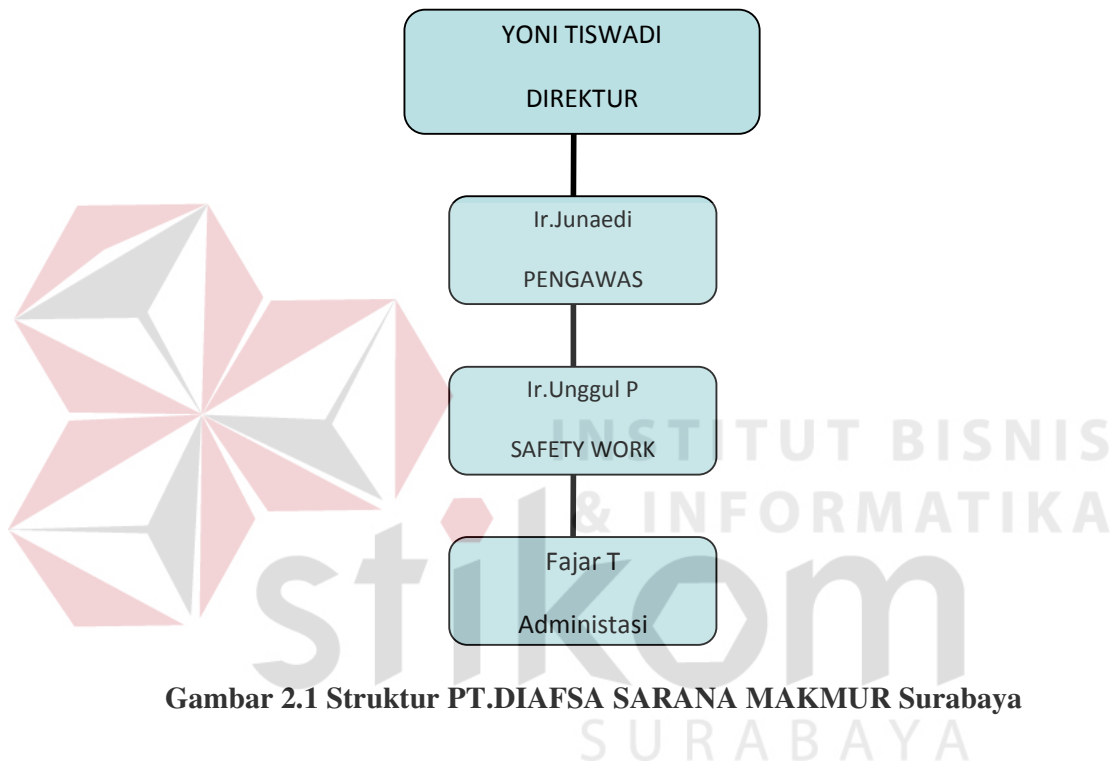 YONI TISWADI
DIREKTUR
Ir.Junaedi
PENGAWAS
Ir.Unggul P
SAFETY WORK
INSTITUT BISNIS
& INFORMATIKA
stikom
SURABAYA
Fajar T
Administasi
Gambar 2.1 Struktur PT.DIAFSA SARANA MAKMUR Surabaya